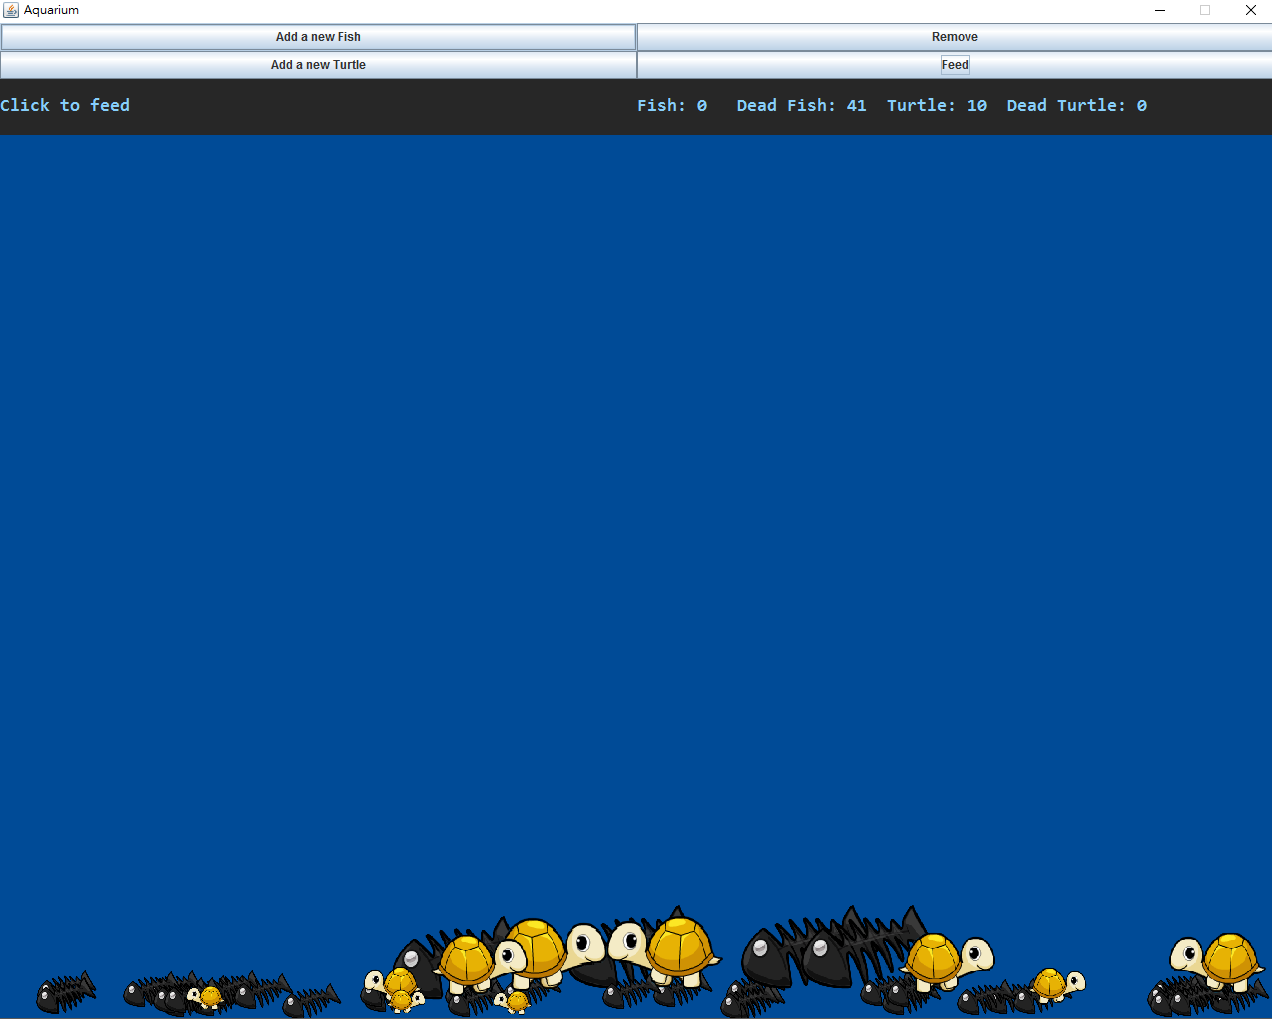 Aquarium
Add a new Fish
Remove
Add a new Turtle
Feed
Click to feed
Fish: 0 Dead Fish: 41 Turtle: 10 Dead Turtle: 0